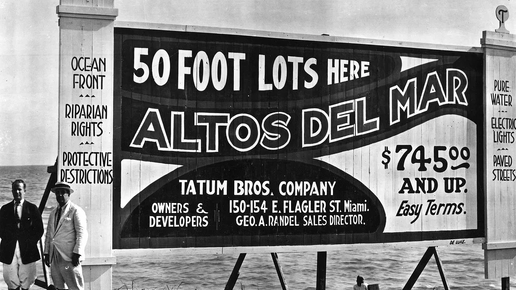 OCEAN
FRONT
RIPARIAN
RIGHTS
PROTECTIVE
RESTRICTIONS
50 FOOT LOTS HERE
ALTOS DEL MAR
$745.00
AND UP.
Easy Terms.
TATUM BROS. COMPANY
OWNERS &
DEVELOPERS
150-154 E. FLAGLER ST. Miami.
GEO. A. RANDEL SALES DIRECTOR.
PURE
WATER
ELECTRIC
LIGHTS
PAVED
STREETS